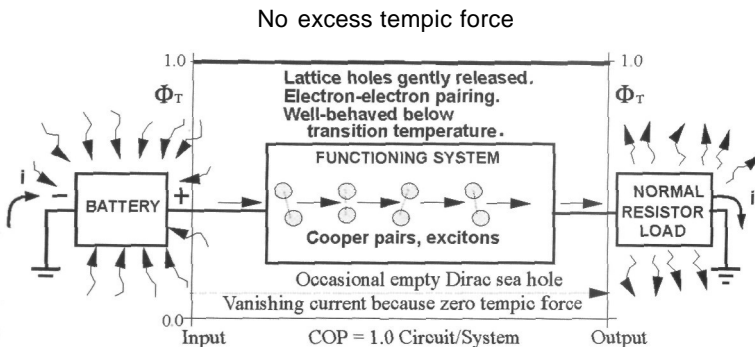 No excess tempic force
1.0
1.0
ΦT
ΦT
Lattice holes gently released.
Electron-electron pairing.
Well-behaved below
transition temperature.
FUNCTIONING SYSTEM
i
−
BATTERY
+
Cooper pairs, excitons
NORMAL
RESISTOR
LOAD
i
Occasional empty Dirac sea hole
Vanishing current because zero tempic force
0.0
0.0
Input
COP = 1.0 Circuit/System
Output